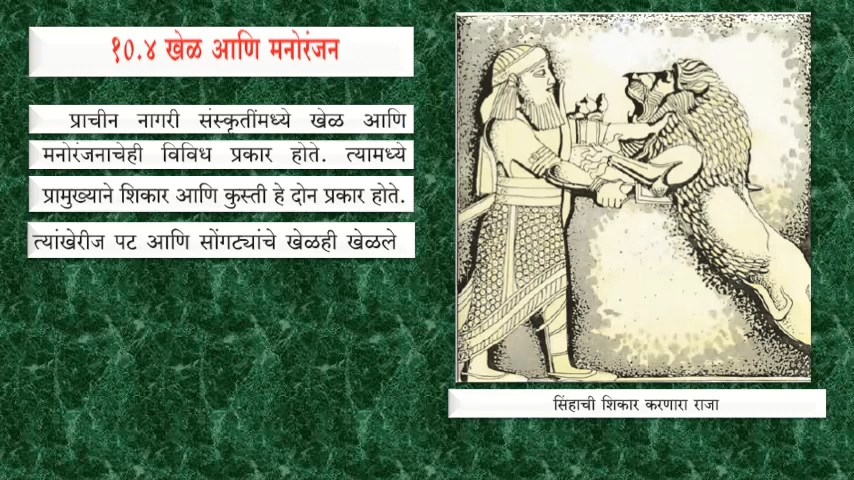 १०.४ खेळ आणि मनोरंजन
प्राचीन नागरी संस्कृतींमध्ये खेळ आणि
मनोरंजनाचेही विविध प्रकार होते. त्यामध्ये
प्रामुख्याने शिकार आणि कुस्ती हे दोन प्रकार होते.
त्यांखेरीज पट आणि सोंगट्यांचे खेळही खेळले
सिंहाची शिकार करणारा राजा